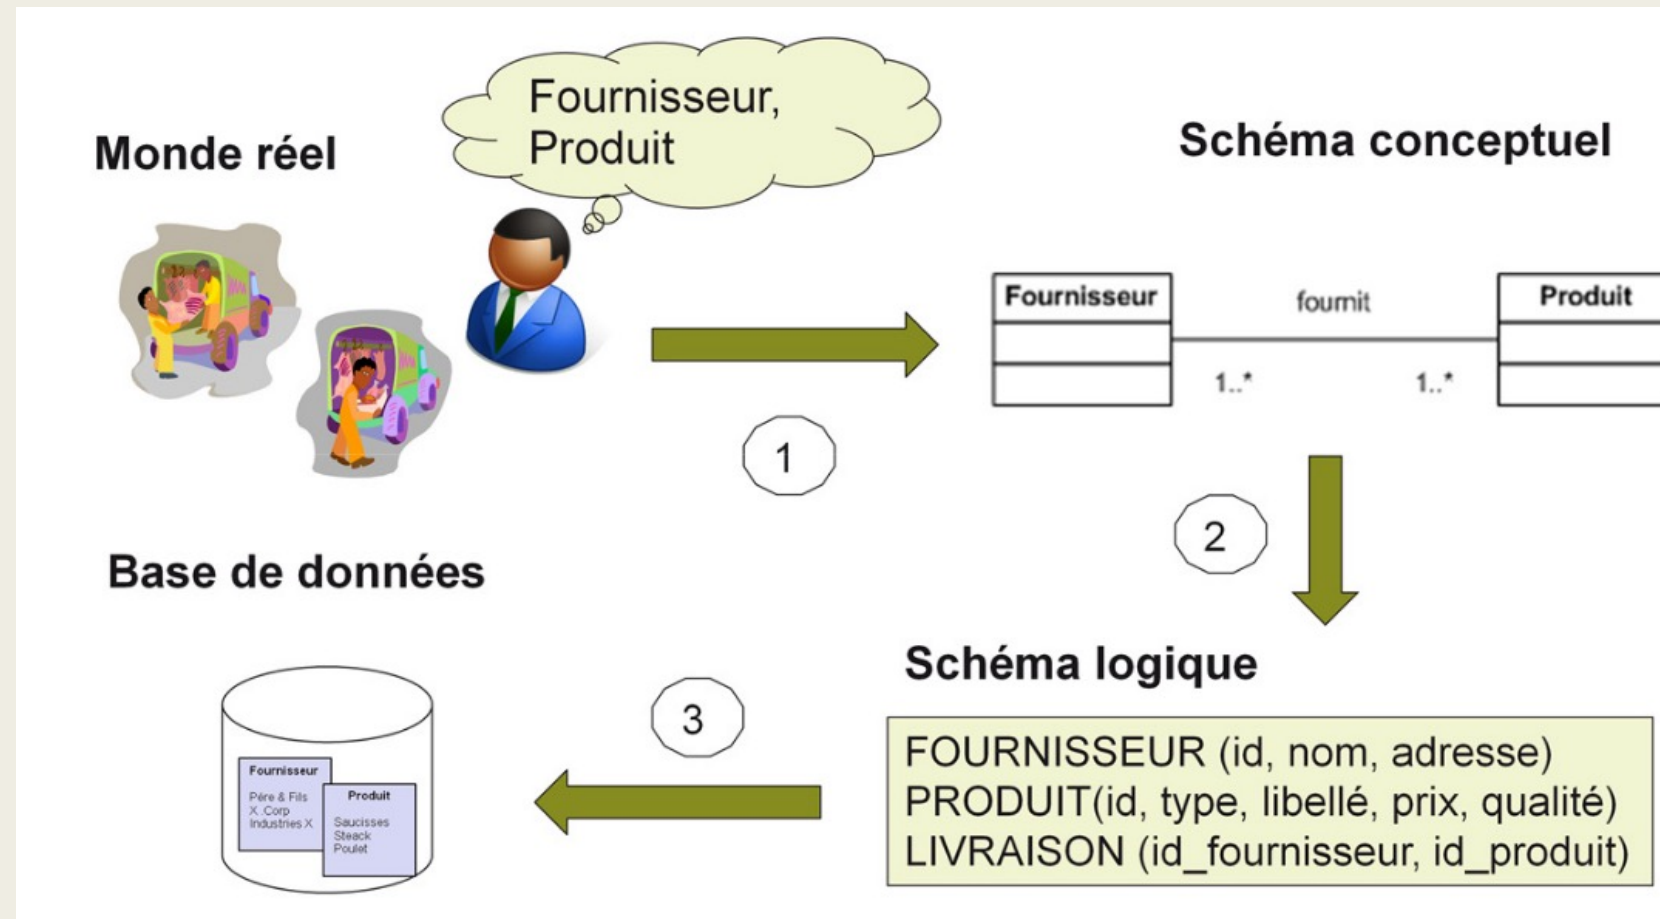 Fournisseur,
Produit
Monde réel
Schéma conceptuel
Fournisseur
fournit
Produit
1..*
1..*
1
2
Base de données
Schéma logique
3
FOURNISSEUR (id, nom, adresse)
PRODUIT(id, type, libellé, prix, qualité)
LIVRAISON (id_fournisseur, id_produit)
Fournisseur
Père & Fils
X .Corp
Industries X
Produit
Saucisses
Steack
Poulet